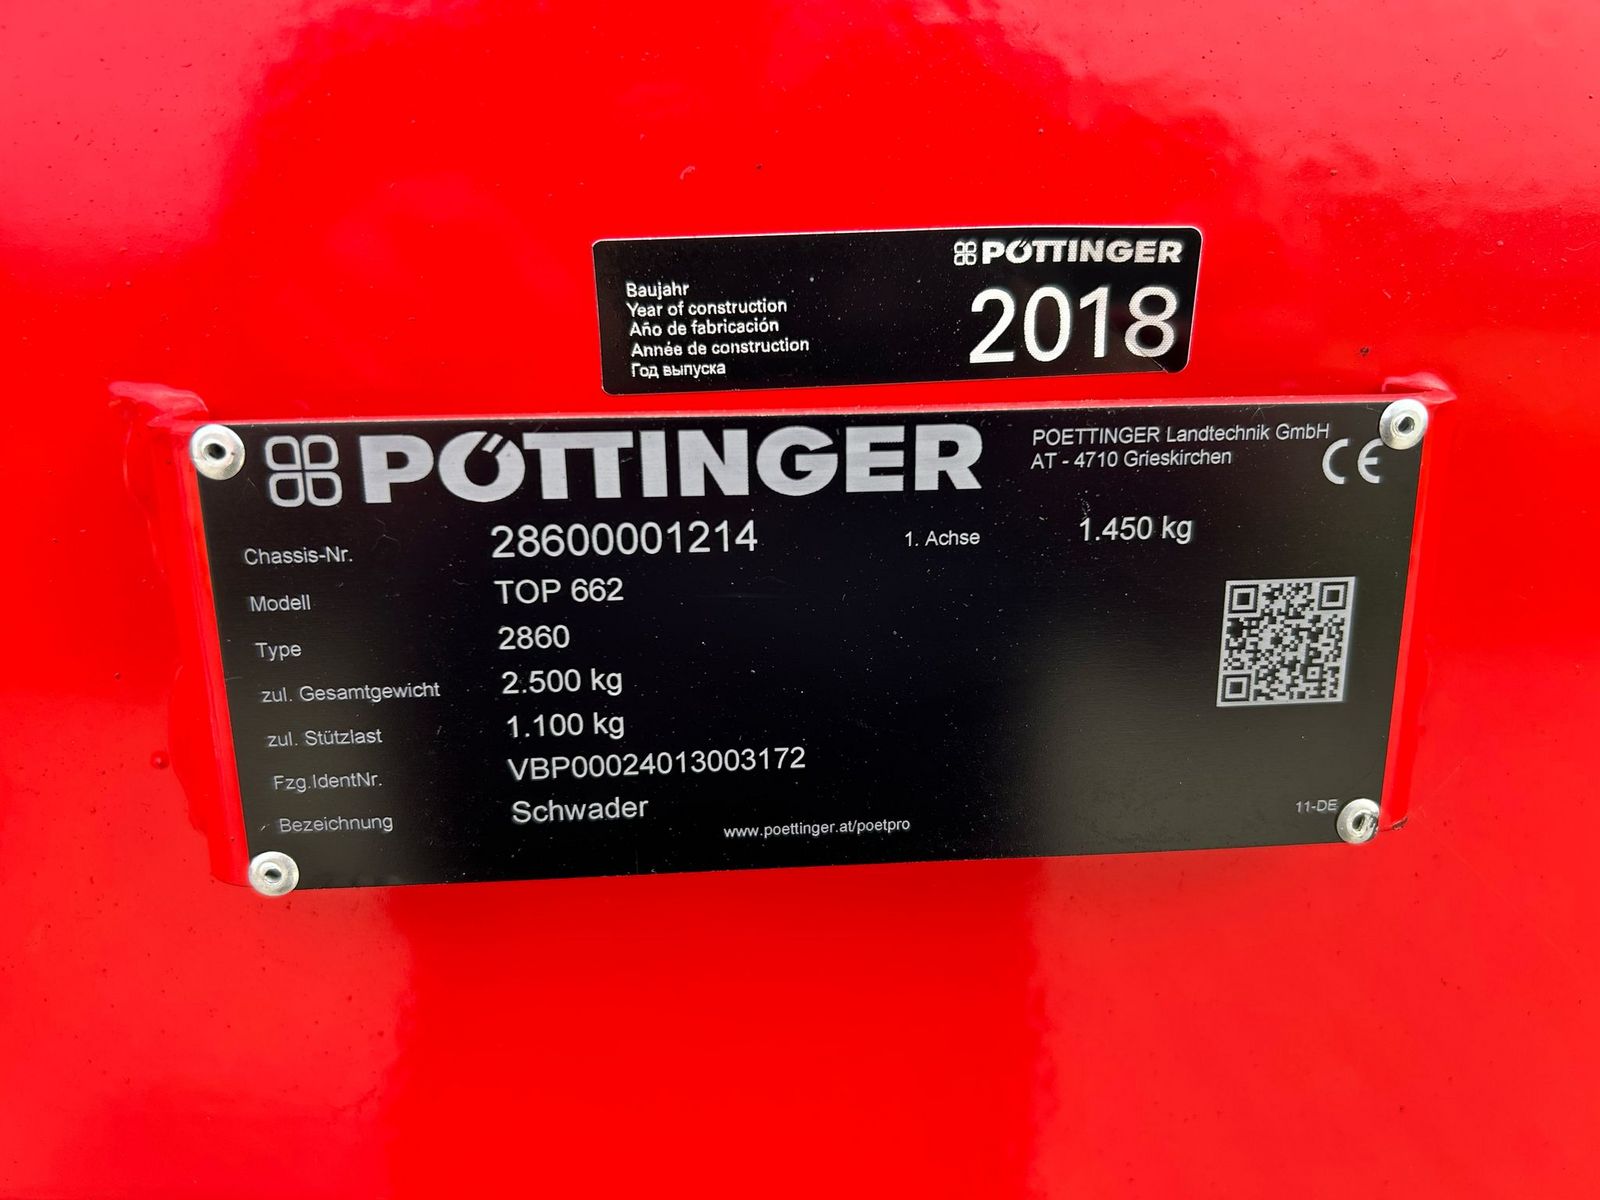 PÖTTINGER
Baujahr
Year of construction
Año de fabricación
Année de construction
Год выпуска
2018
PÖTTINGER
POETTINGER Landtechnik GmbH
AT - 4710 Grieskirchen
CE
Chassis-Nr. 28600001214 1. Achse 1.450 kg
Modell TOP 662
Type 2860
zul. Gesamtgewicht 2.500 kg
zul. Stützlast 1.100 kg
Fzg.IdentNr. VBP00024013003172
Bezeichnung Schwader
www.poettinger.at/poetpro
11-DE